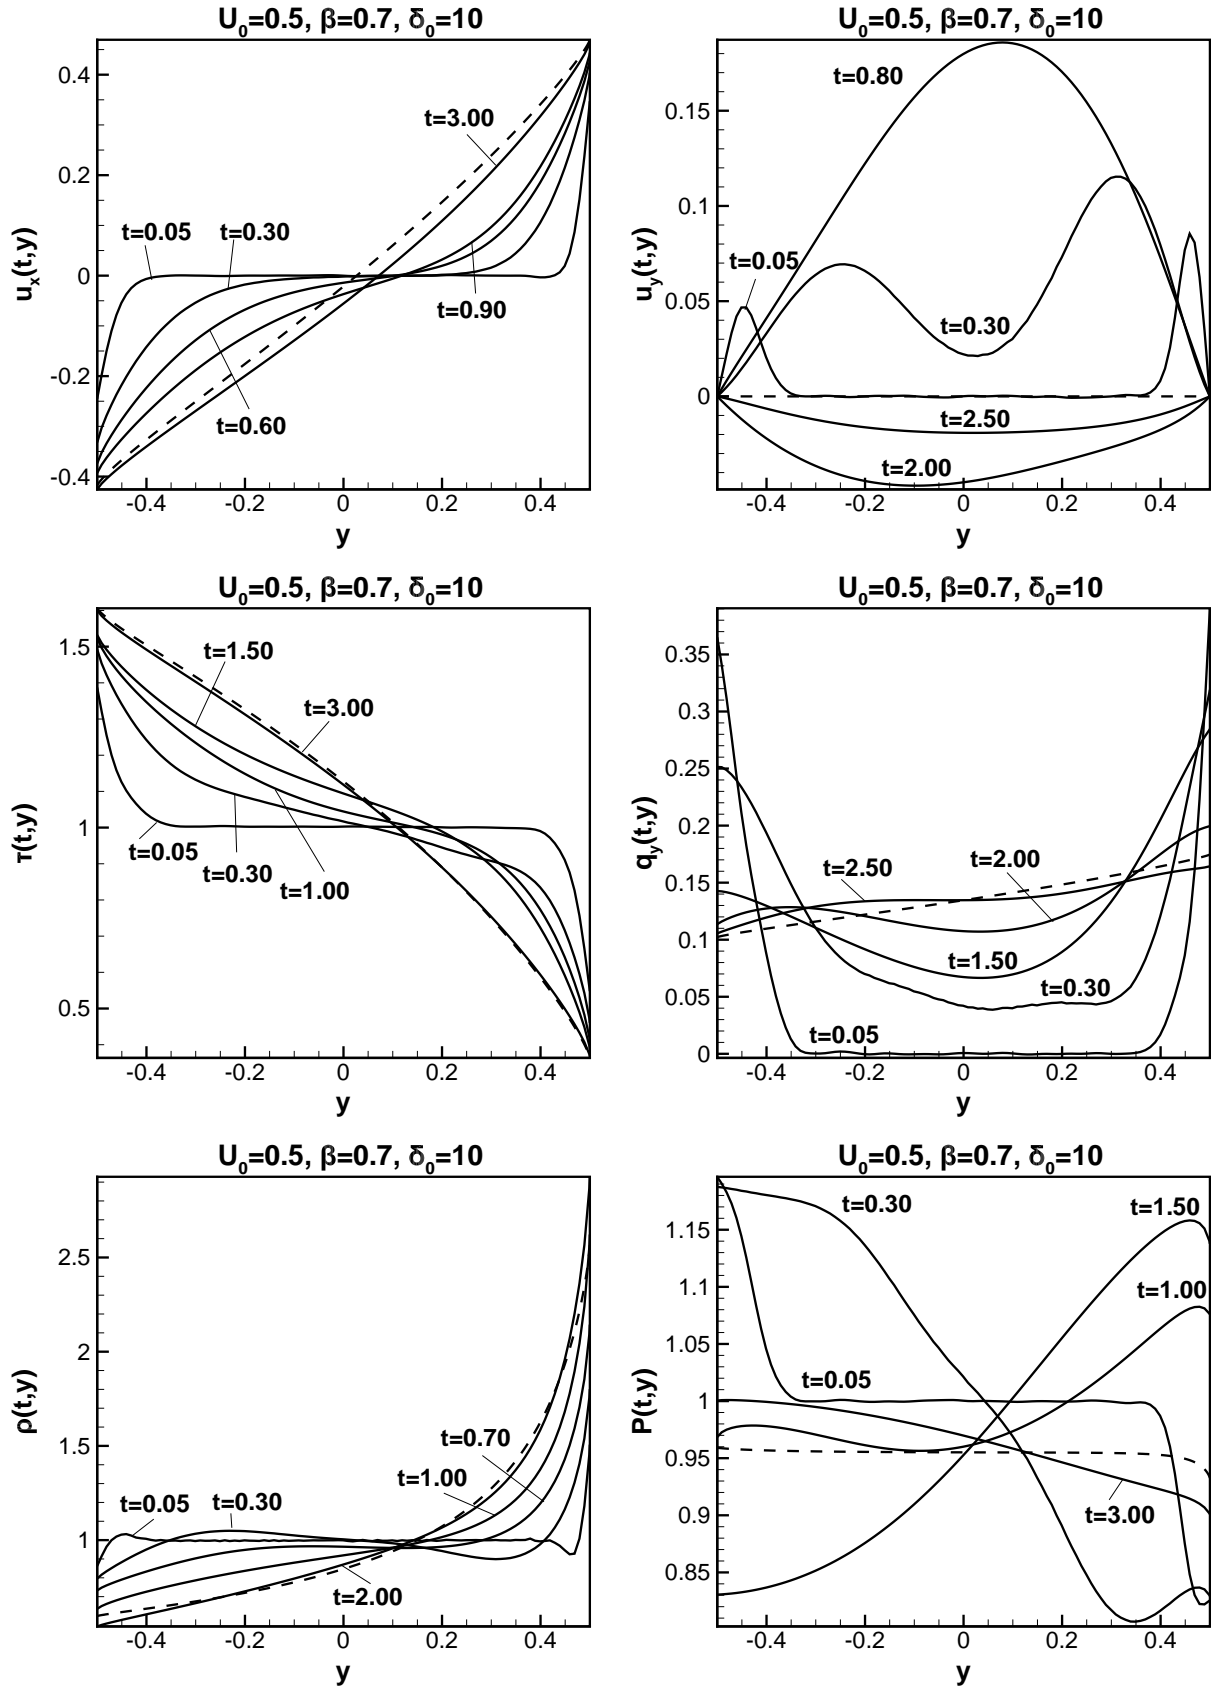 U₀=0.5, β=0.7, δ₀=10
uₓ(t,y)
0.4
0.2
0
-0.2
-0.4
t=3.00
t=0.05
t=0.30
t=0.90
t=0.60
-0.4 -0.2 0 0.2 0.4
y
U₀=0.5, β=0.7, δ₀=10
u_y(t,y)
0.15
0.1
0.05
0
t=0.80
t=0.05
t=0.30
t=2.50
t=2.00
-0.4 -0.2 0 0.2 0.4
y
U₀=0.5, β=0.7, δ₀=10
τ(t,y)
1.5
1
0.5
t=1.50
t=3.00
t=0.05
t=0.30
t=1.00
-0.4 -0.2 0 0.2 0.4
y
U₀=0.5, β=0.7, δ₀=10
q_y(t,y)
0.35
0.3
0.25
0.2
0.15
0.1
0.05
0
t=2.50
t=2.00
t=1.50
t=0.30
t=0.05
-0.4 -0.2 0 0.2 0.4
y
U₀=0.5, β=0.7, δ₀=10
ρ(t,y)
2.5
2
1.5
1
t=0.70
t=1.00
t=0.05
t=0.30
t=2.00
-0.4 -0.2 0 0.2 0.4
y
U₀=0.5, β=0.7, δ₀=10
P(t,y)
1.15
1.1
1.05
1
0.95
0.9
0.85
t=0.30
t=1.50
t=1.00
t=0.05
t=3.00
-0.4 -0.2 0 0.2 0.4
y